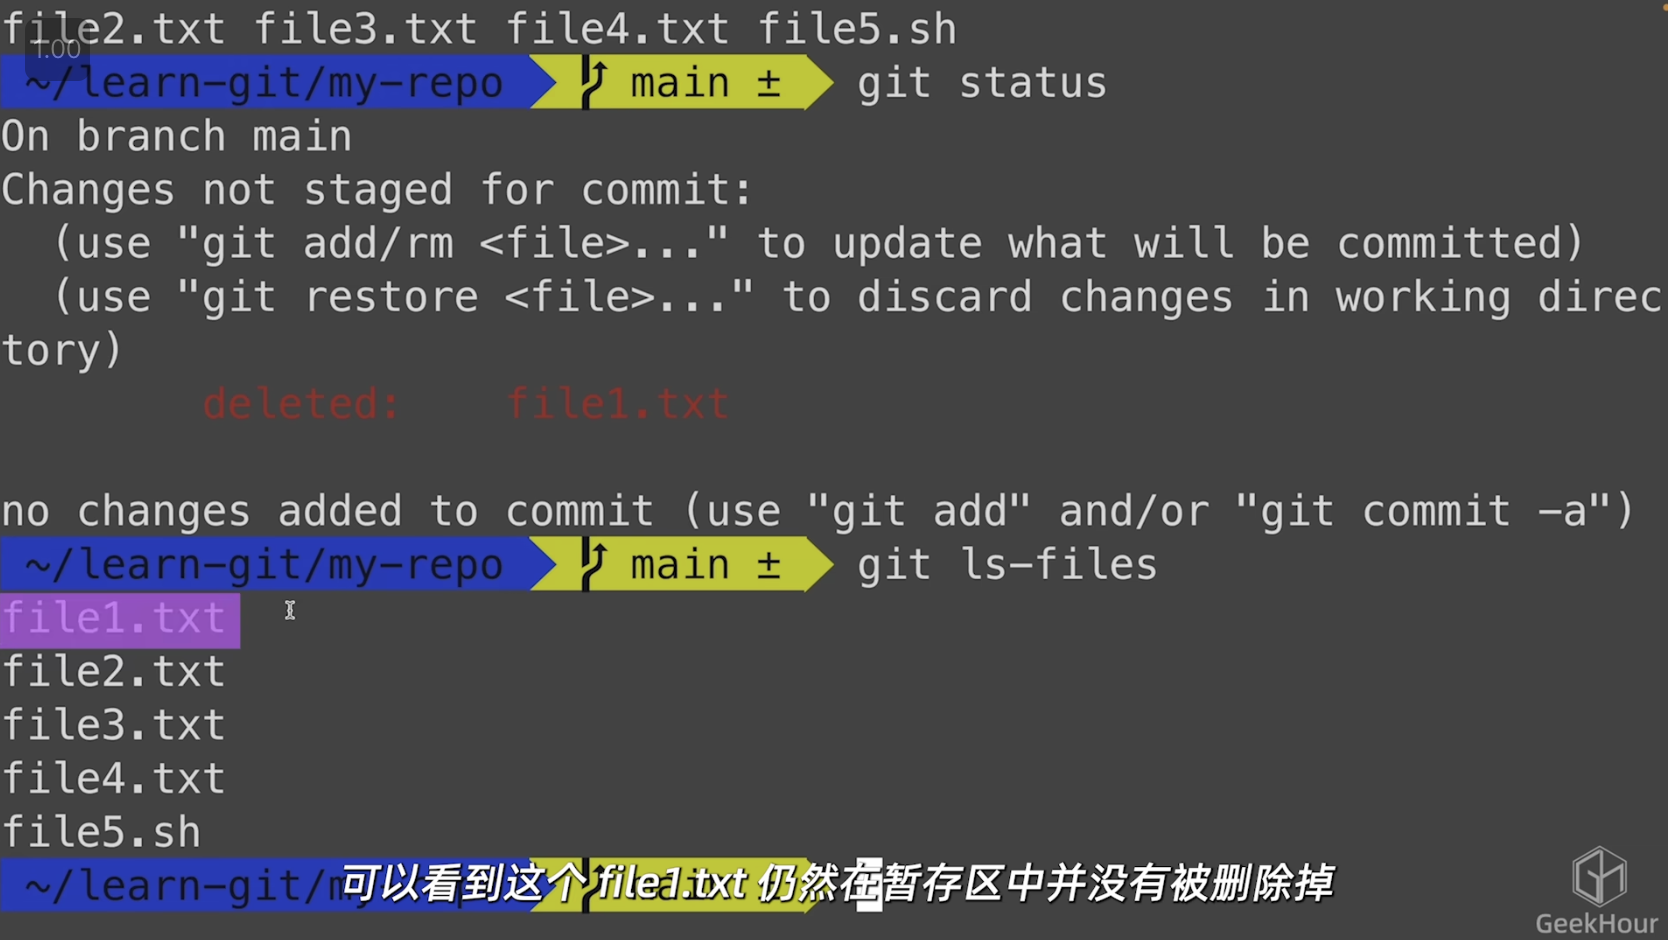 file2.txt file3.txt file4.txt file5.sh
1.00
~/learn-git/my-repo main ± git status
On branch main
Changes not staged for commit:
(use "git add/rm <file>..." to update what will be committed)
(use "git restore <file>..." to discard changes in working direc
tory)
deleted: file1.txt
no changes added to commit (use "git add" and/or "git commit -a")
~/learn-git/my-repo main ± git ls-files
file1.txt
file2.txt
file3.txt
file4.txt
file5.sh
~/learn-git/my-repo main ±
可以看到这个 file1.txt 仍然在暂存区中并没有被删除掉
GeekHour